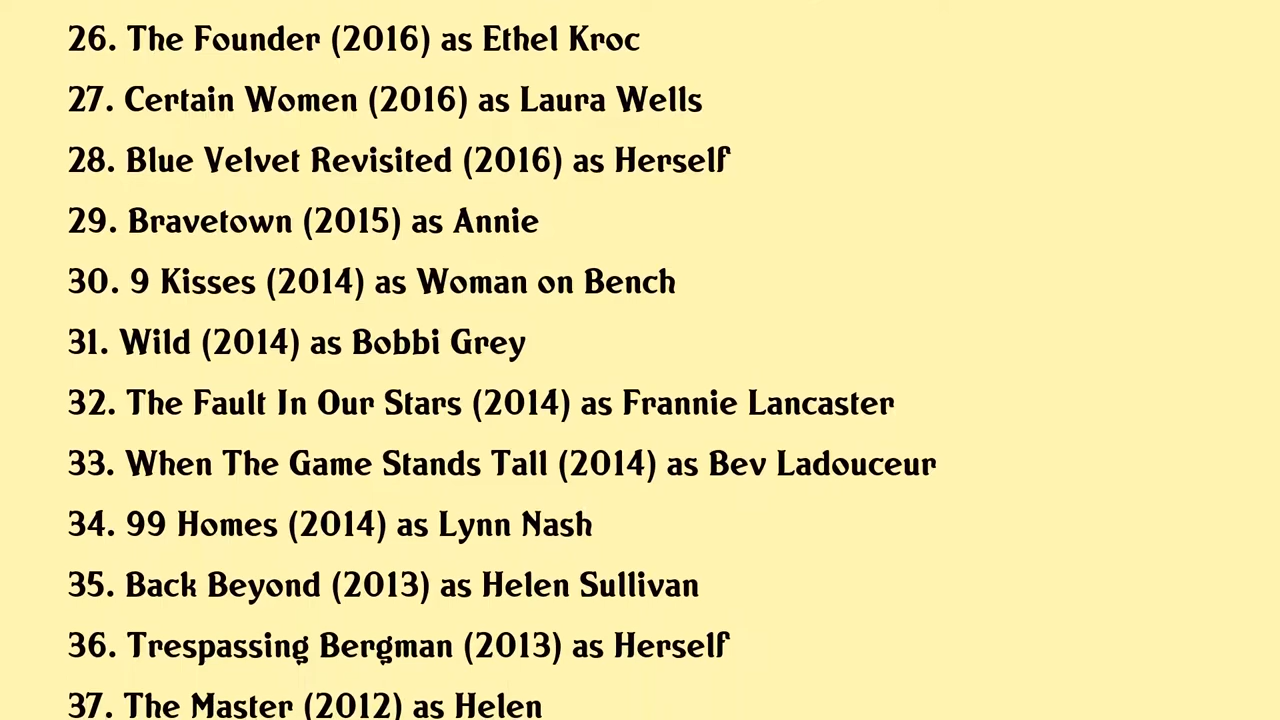 26. The Founder (2016) as Ethel Kroc
27. Certain Women (2016) as Laura Wells
28. Blue Velvet Revisited (2016) as Herself
29. Bravetown (2015) as Annie
30. 9 Kisses (2014) as Woman on Bench
31. Wild (2014) as Bobbi Grey
32. The Fault In Our Stars (2014) as Frannie Lancaster
33. When The Game Stands Tall (2014) as Bev Ladouceur
34. 99 Homes (2014) as Lynn Nash
35. Back Beyond (2013) as Helen Sullivan
36. Trespassing Bergman (2013) as Herself
37. The Master (2012) as Helen